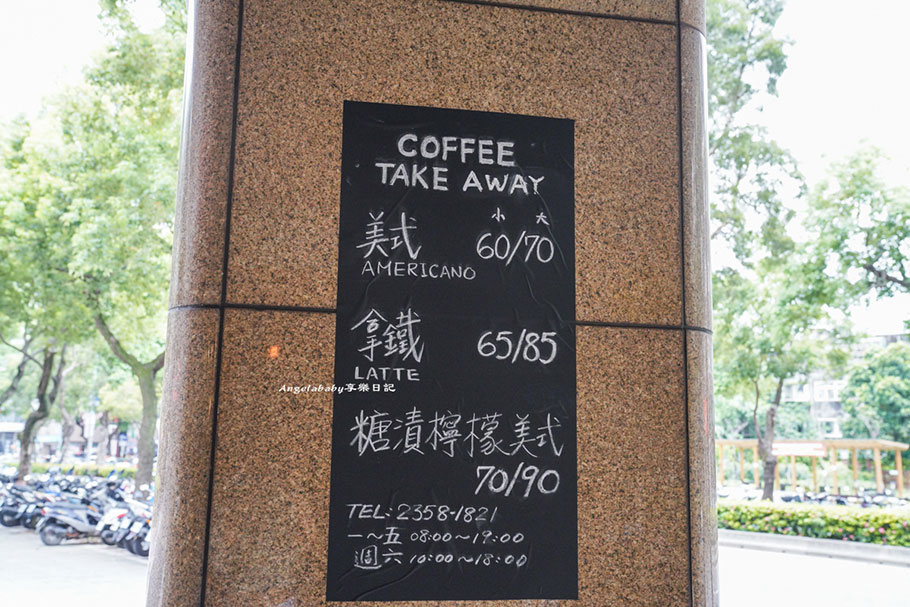 COFFEE
TAKE AWAY
小 大
美式 60/70
AMERICANO
拿鐵 65/85
LATTE
Angelababy享樂日記
糖漬檸檬美式
70/90
TEL: 2358-1821
一~五 08:00~19:00
週六 10:00~18:00